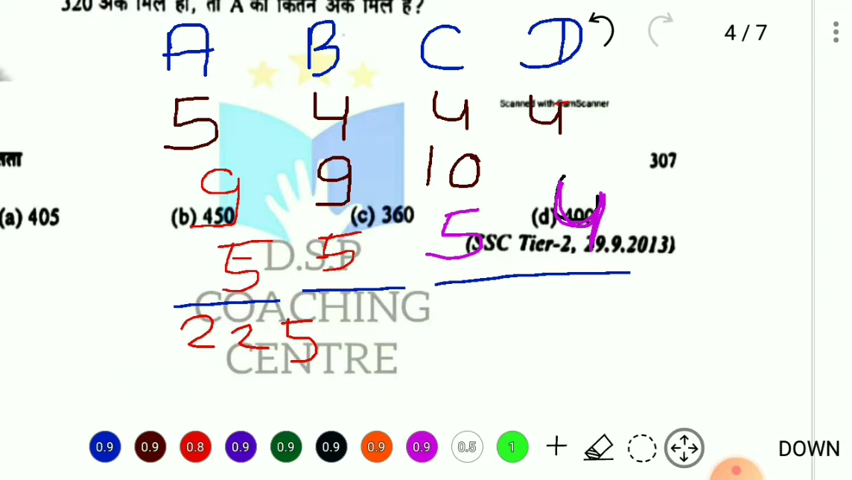 320 अंक मिले हों, तो A को कितने अंक मिले हैं?
A B C D
4 / 7
5 4 4 4
Scanned with CamScanner
9 9 10 4
307
(a) 405 (b) 450 (c) 360 (d) 400
5 5 5
(SSC Tier-2, 29.9.2013)
D.S.P
COACHING
CENTRE
225
0.9 0.9 0.8 0.9 0.9 0.9 0.9 0.9 0.5 1
DOWN